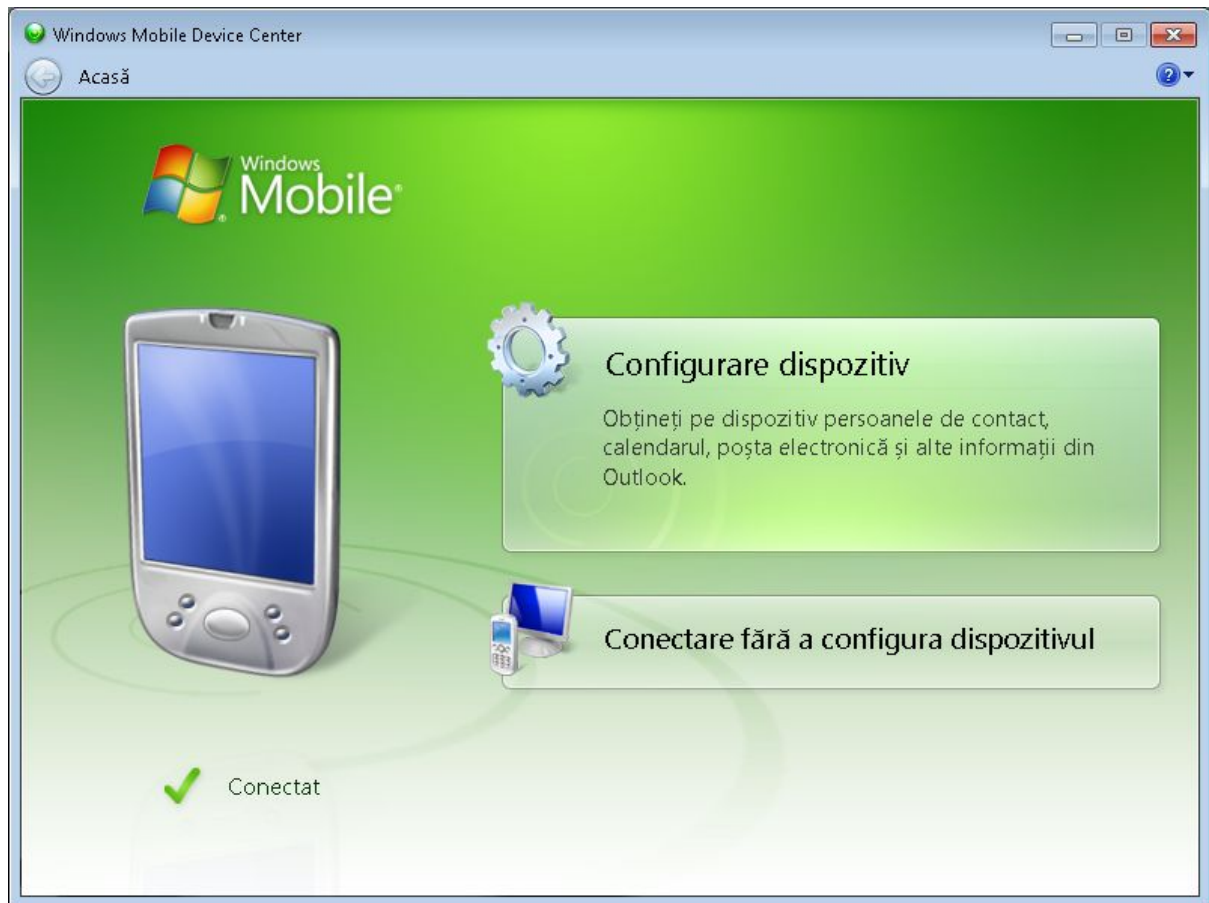 Windows Mobile Device Center
Acasă
Windows
Mobile®
Configurare dispozitiv
Obțineți pe dispozitiv persoanele de contact,
calendarul, poșta electronică și alte informații din
Outlook.
Conectare fără a configura dispozitivul
Conectat